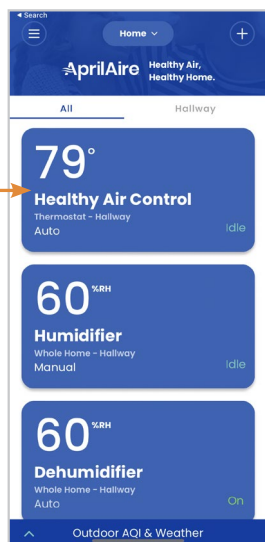 ◄ Search
Home
AprilAire Healthy Air,
Healthy Home.
All Hallway
79°
Healthy Air Control
Thermostat - Hallway
Auto Idle
60%RH
Humidifier
Whole Home - Hallway
Manual Idle
60%RH
Dehumidifier
Whole Home - Hallway
Auto On
Outdoor AQI & Weather